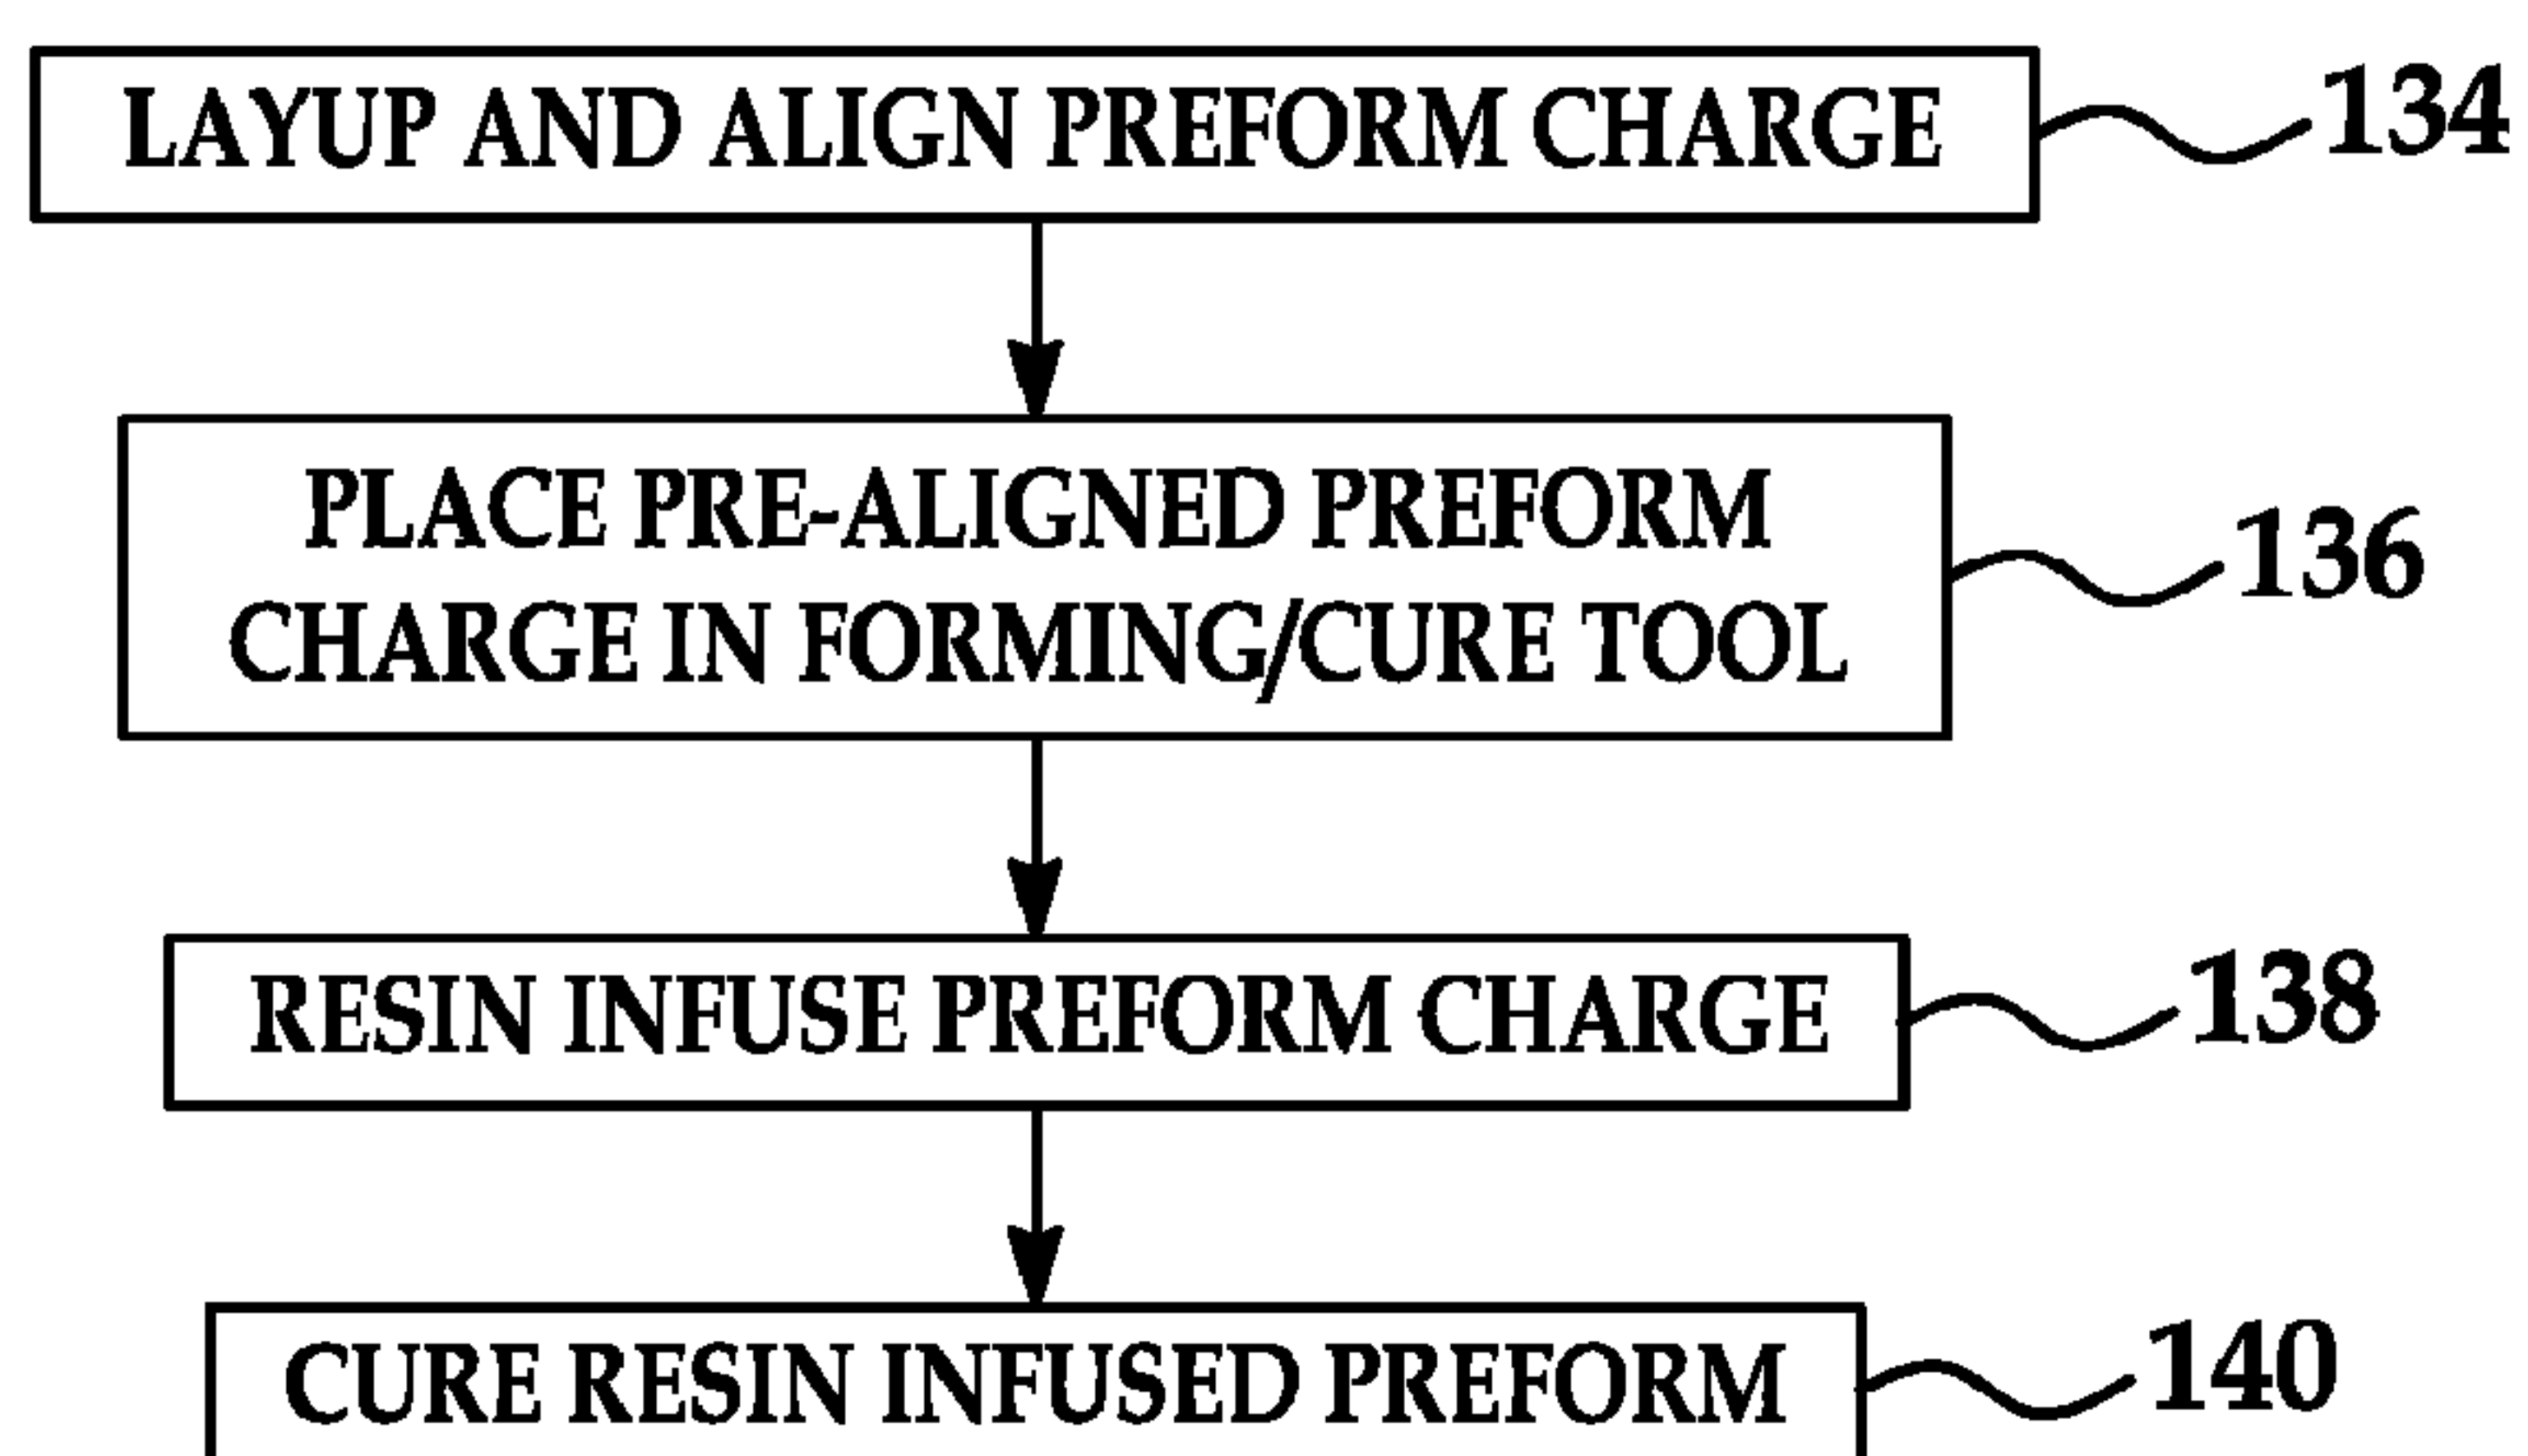 LAYUP AND ALIGN PREFORM CHARGE
134
PLACE PRE-ALIGNED PREFORM
CHARGE IN FORMING/CURE TOOL
136
RESIN INFUSE PREFORM CHARGE
138
CURE RESIN INFUSED PREFORM
140